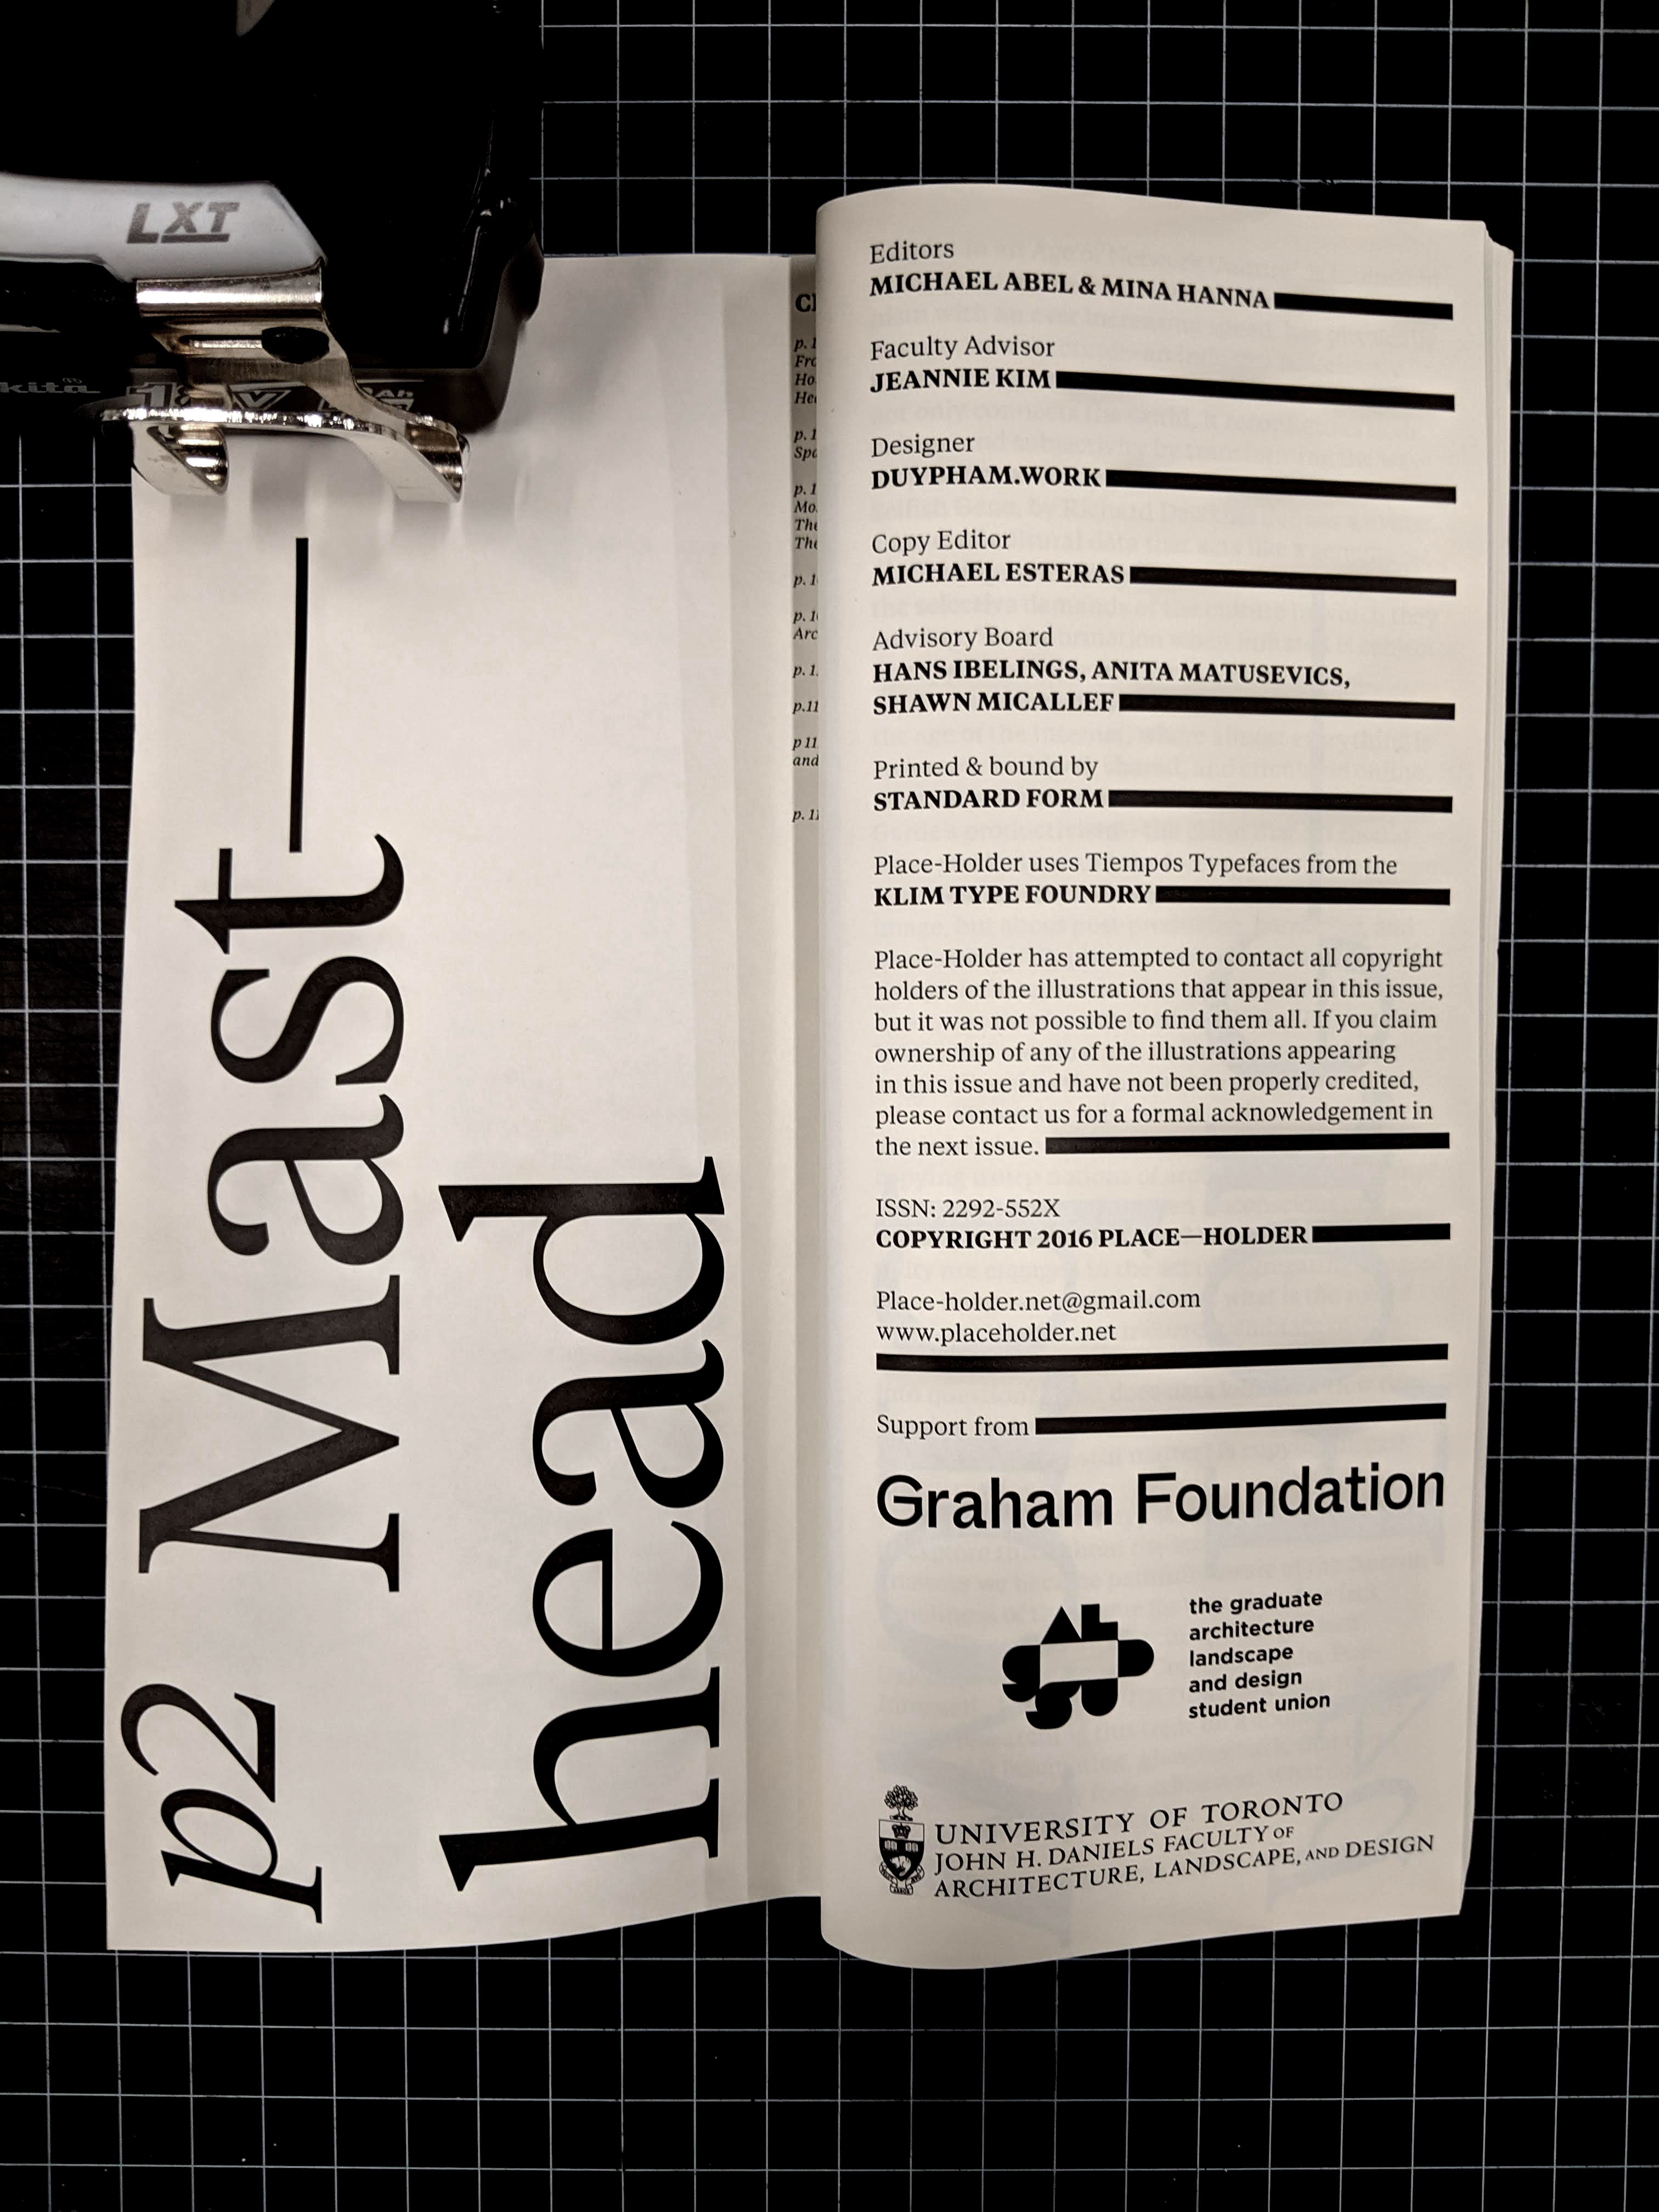 LXT
p2 Mast—
head
Editors
MICHAEL ABEL & MINA HANNA
Faculty Advisor
JEANNIE KIM
Designer
DUYPHAM.WORK
Copy Editor
MICHAEL ESTERAS
Advisory Board
HANS IBELINGS, ANITA MATUSEVICS,
SHAWN MICALLEF
Printed & bound by
STANDARD FORM
Place-Holder uses Tiempos Typefaces from the
KLIM TYPE FOUNDRY
Place-Holder has attempted to contact all copyright
holders of the illustrations that appear in this issue,
but it was not possible to find them all. If you claim
ownership of any of the illustrations appearing
in this issue and have not been properly credited,
please contact us for a formal acknowledgement in
the next issue.
ISSN: 2292-552X
COPYRIGHT 2016 PLACE—HOLDER
Place-holder.net@gmail.com
www.placeholder.net
Support from
Graham Foundation
the graduate
architecture
landscape
and design
student union
UNIVERSITY OF TORONTO
JOHN H. DANIELS FACULTY OF
ARCHITECTURE, LANDSCAPE, AND DESIGN